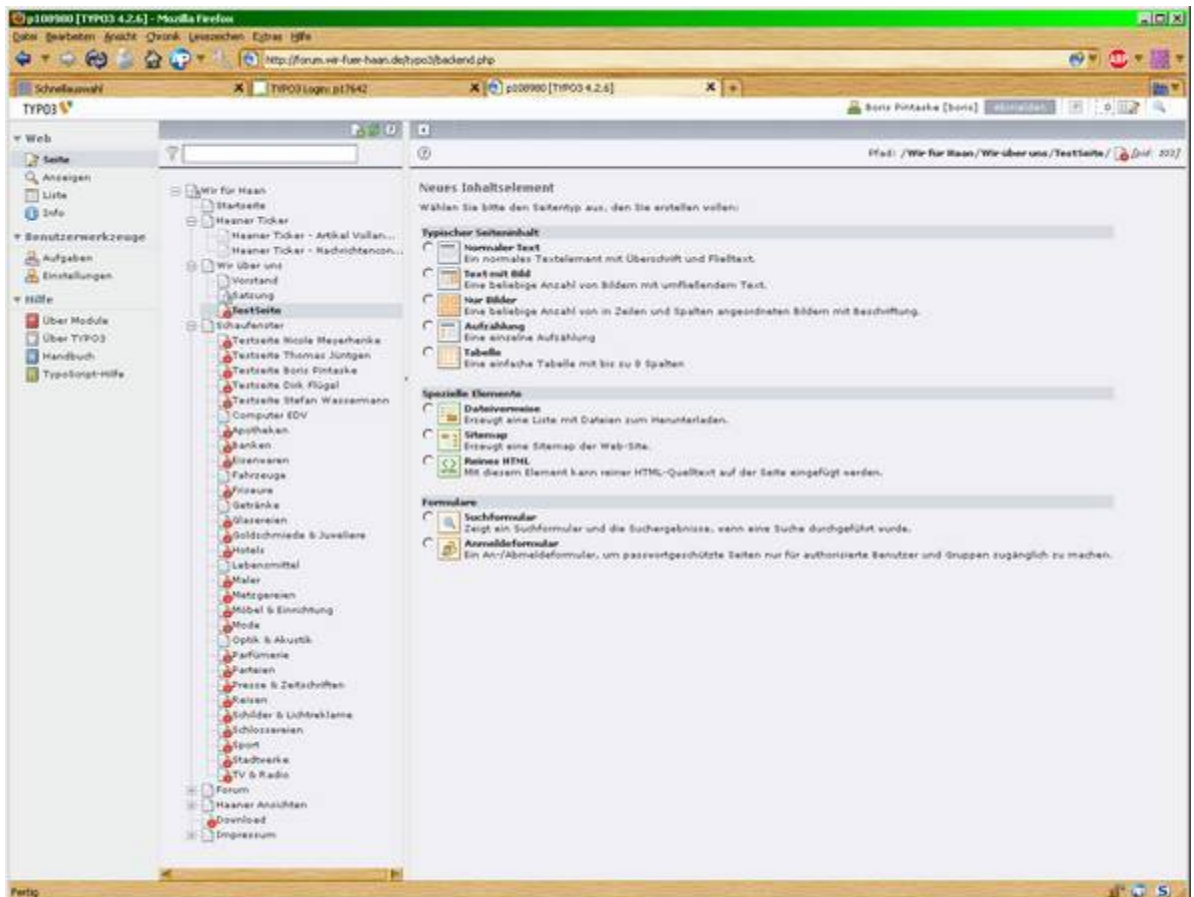 p108980 [TYPO3 4.2.6] - Mozilla Firefox
Datei Bearbeiten Ansicht Chronik Lesezeichen Extras Hilfe
http://forum.wir-fuer-haan.de/typo3/backend.php
Schnellauswahl
TYPO3 Login: p17642
p108980 [TYPO3 4.2.6]
TYPO3
Boris Pintaske [boris]
0
Web
Seite
Anzeigen
Liste
Info
Benutzerwerkzeuge
Aufgaben
Einstellungen
Hilfe
Über Module
Über TYPO3
Handbuch
TypoScript-Hilfe
Wir für Haan
Startseite
Haaner Ticker
Haaner Ticker - Artikel Vollan...
Haaner Ticker - Nachrichtencon...
Wir über uns
Vorstand
Satzung
TestSeite
Schaufenster
Testseite Nicole Meyerhenke
Testseite Thomas Jüntgen
Testseite Boris Pintaske
Testseite Dirk Flügel
Testseite Stefan Wassermann
Computer EDV
Apotheken
Banken
Eisenwaren
Fahrzeuge
Friseure
Getränke
Glasereien
Goldschmiede & Juweliere
Hotels
Lebensmittel
Maler
Metzgereien
Möbel & Einrichtung
Mode
Optik & Akustik
Parfümerie
Parteien
Presse & Zeitschriften
Reisen
Schilder & Lichtreklame
Schlossereien
Sport
Stadtwerke
TV & Radio
Forum
Haaner Ansichten
Download
Impressum
Pfad: /Wir für Haan/Wir über uns/TestSeite/
Neues Inhaltselement
Wählen Sie bitte den Seitentyp aus, den Sie erstellen wollen:
Typischer Seiteninhalt
Normaler Text
Ein normales Textelement mit Überschrift und Fließtext.
Text mit Bild
Eine beliebige Anzahl von Bildern mit umfließendem Text.
Nur Bilder
Eine beliebige Anzahl von in Zeilen und Spalten angeordneten Bildern mit Beschriftung.
Aufzählung
Eine einzelne Aufzählung
Tabelle
Eine einfache Tabelle mit bis zu 8 Spalten
Spezielle Elemente
Dateiverweise
Erzeugt eine Liste mit Dateien zum Herunterladen.
Sitemap
Erzeugt eine Sitemap der Web-Site.
Reines HTML
Mit diesem Element kann reiner HTML-Quelltext auf der Seite eingefügt werden.
Formulare
Suchformular
Zeigt ein Suchformular und die Suchergebnisse, wenn eine Suche durchgeführt wurde.
Anmeldeformular
Ein An-/Abmeldeformular, um passwortgeschützte Seiten nur für authorisierte Benutzer und Gruppen zugänglich zu machen.
Fertig